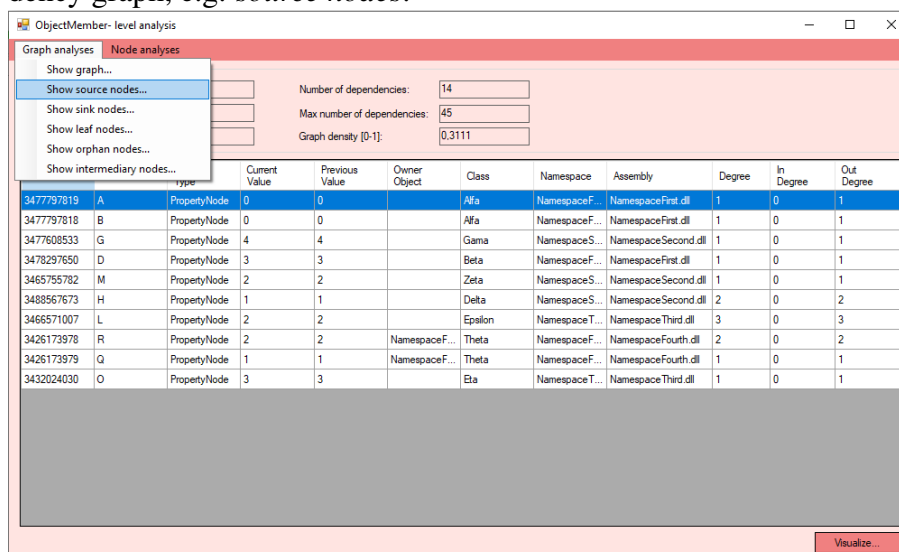 dency graph, e.g. source nodes.
ObjectMember- level analysis
Graph analyses Node analyses
Show graph...
Show source nodes...
Show sink nodes...
Show leaf nodes...
Show orphan nodes...
Show intermediary nodes...
Number of dependencies: 14
Max number of dependencies: 45
Graph density [0-1]: 0,3111
Type Current Value Previous Value Owner Object Class Namespace Assembly Degree In Degree Out Degree
3477797819 A PropertyNode 0 0 Alfa NamespaceF... NamespaceFirst.dll 1 0 1
3477797818 B PropertyNode 0 0 Alfa NamespaceF... NamespaceFirst.dll 1 0 1
3477608533 G PropertyNode 4 4 Gama NamespaceS... NamespaceSecond.dll 1 0 1
3478297650 D PropertyNode 3 3 Beta NamespaceF... NamespaceFirst.dll 1 0 1
3465755782 M PropertyNode 2 2 Zeta NamespaceS... NamespaceSecond.dll 1 0 1
3488567673 H PropertyNode 1 1 Delta NamespaceS... NamespaceSecond.dll 2 0 2
3466571007 L PropertyNode 2 2 Epsilon NamespaceT... NamespaceThird.dll 3 0 3
3426173978 R PropertyNode 2 2 NamespaceF... Theta NamespaceF... NamespaceFourth.dll 2 0 2
3426173979 Q PropertyNode 1 1 NamespaceF... Theta NamespaceF... NamespaceFourth.dll 1 0 1
3432024030 O PropertyNode 3 3 Eta NamespaceT... NamespaceThird.dll 1 0 1
Visualize...